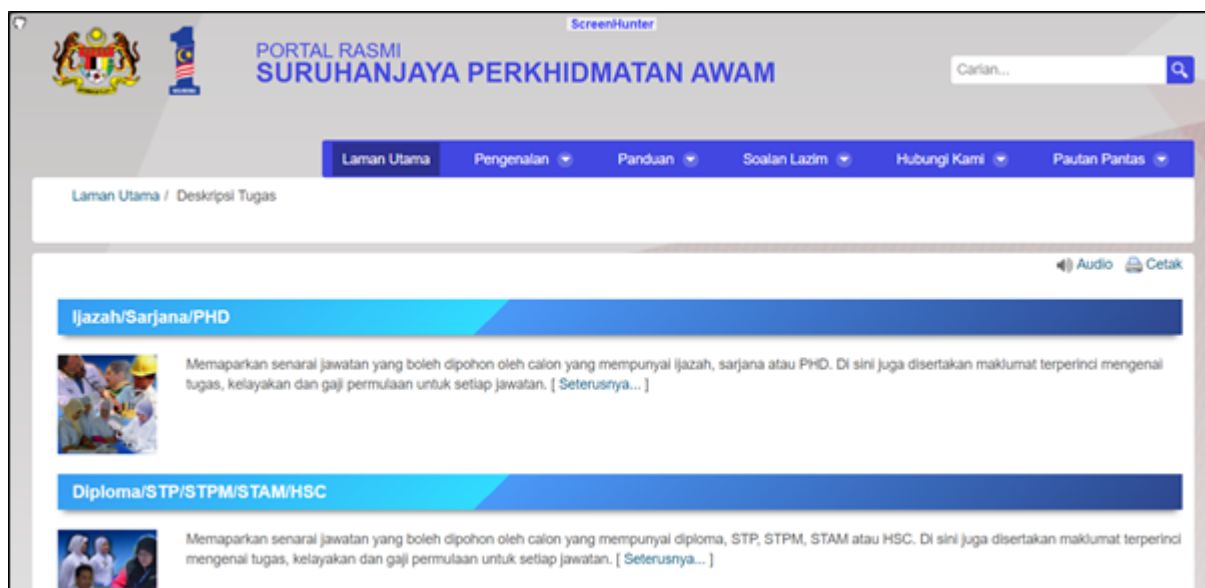 ScreenHunter
PORTAL RASMI
SURUHANJAYA PERKHIDMATAN AWAM
Carian...
Laman Utama Pengenalan Panduan Soalan Lazim Hubungi Kami Pautan Pantas
Laman Utama / Deskripsi Tugas
Audio Cetak
Ijazah/Sarjana/PHD
Memaparkan senarai jawatan yang boleh dipohon oleh calon yang mempunyai ijazah, sarjana atau PHD. Di sini juga disertakan maklumat terperinci mengenai
tugas, kelayakan dan gaji permulaan untuk setiap jawatan. [ Seterusnya... ]
Diploma/STP/STPM/STAM/HSC
Memaparkan senarai jawatan yang boleh dipohon oleh calon yang mempunyai diploma, STP, STPM, STAM atau HSC. Di sini juga disertakan maklumat terperinci
mengenai tugas, kelayakan dan gaji permulaan untuk setiap jawatan. [ Seterusnya... ]